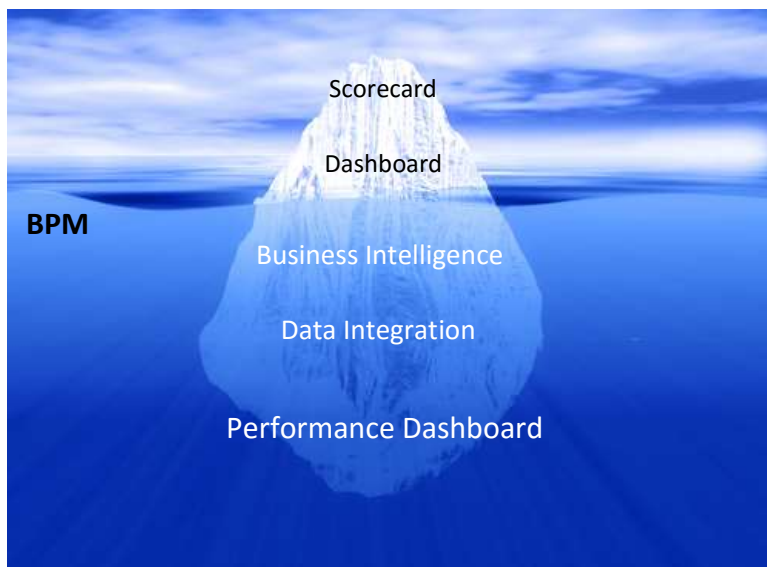 Scorecard
Dashboard
BPM
Business Intelligence
Data Integration
Performance Dashboard